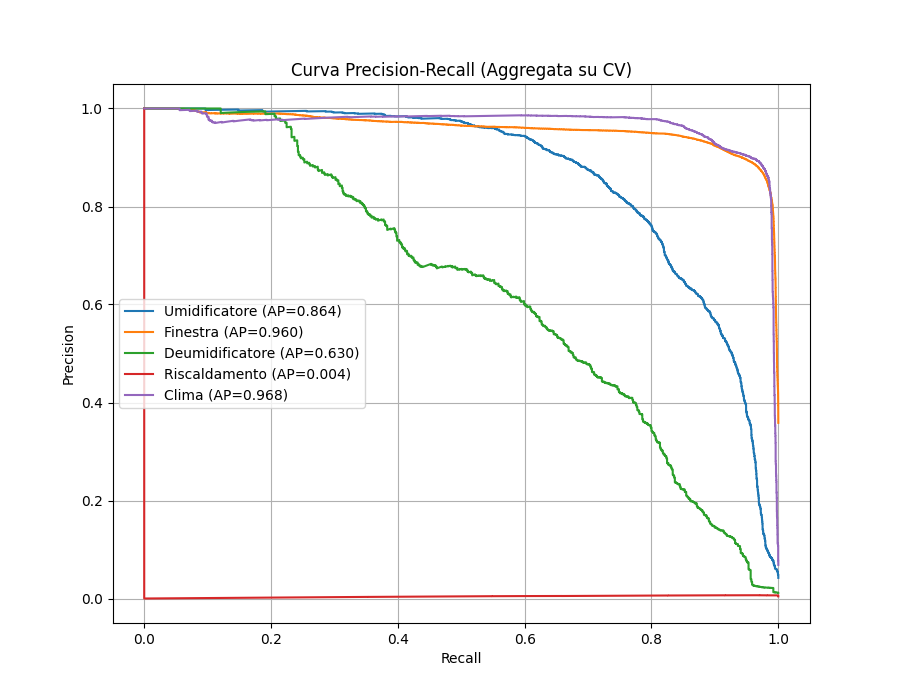 Curva Precision-Recall (Aggregata su CV)
Precision
1.0
0.8
0.6
0.4
0.2
0.0
Umidificatore (AP=0.864)
Finestra (AP=0.960)
Deumidificatore (AP=0.630)
Riscaldamento (AP=0.004)
Clima (AP=0.968)
0.0 0.2 0.4 0.6 0.8 1.0
Recall